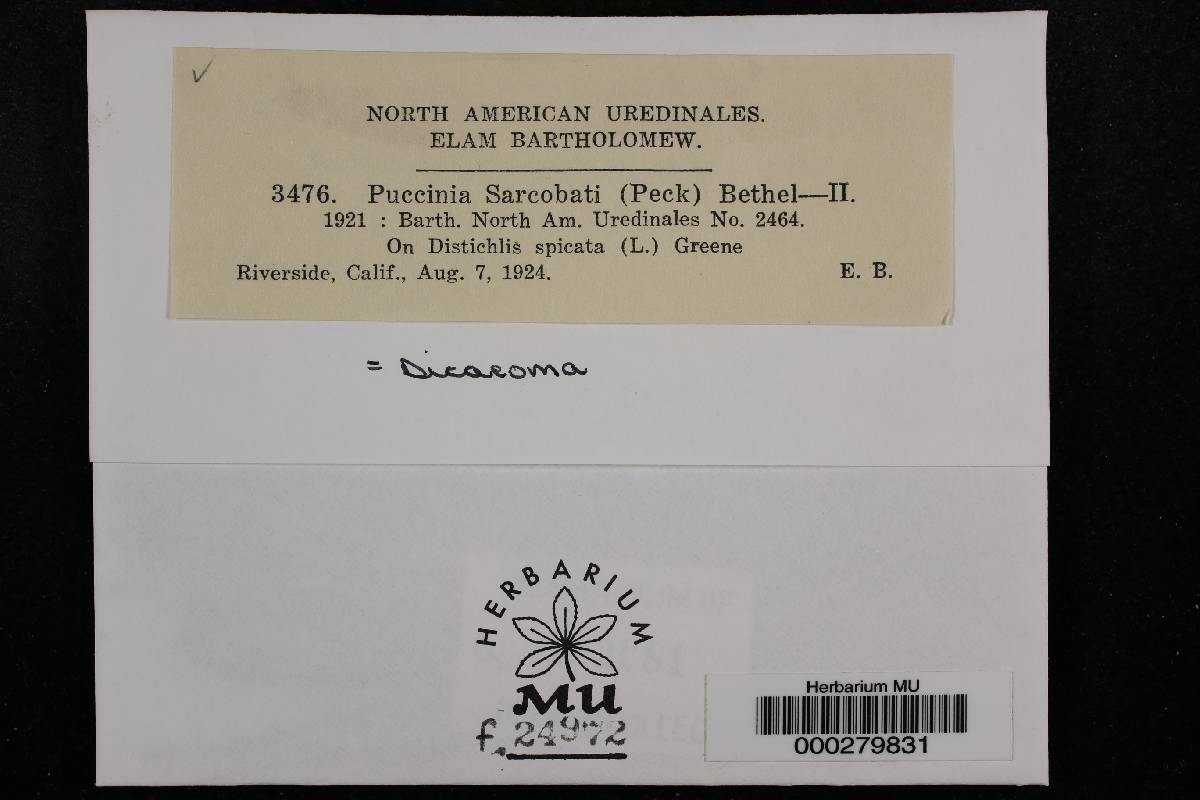 NORTH AMERICAN UREDINALES.
ELAM BARTHOLOMEW.
3476. Puccinia Sarcobati (Peck) Bethel—II.
1921 : Barth. North Am. Uredinales No. 2464.
On Distichlis spicata (L.) Greene
Riverside, Calif., Aug. 7, 1924. E. B.
= Dicaeoma
HERBARIUM
MU
f. 24972
Herbarium MU
000279831